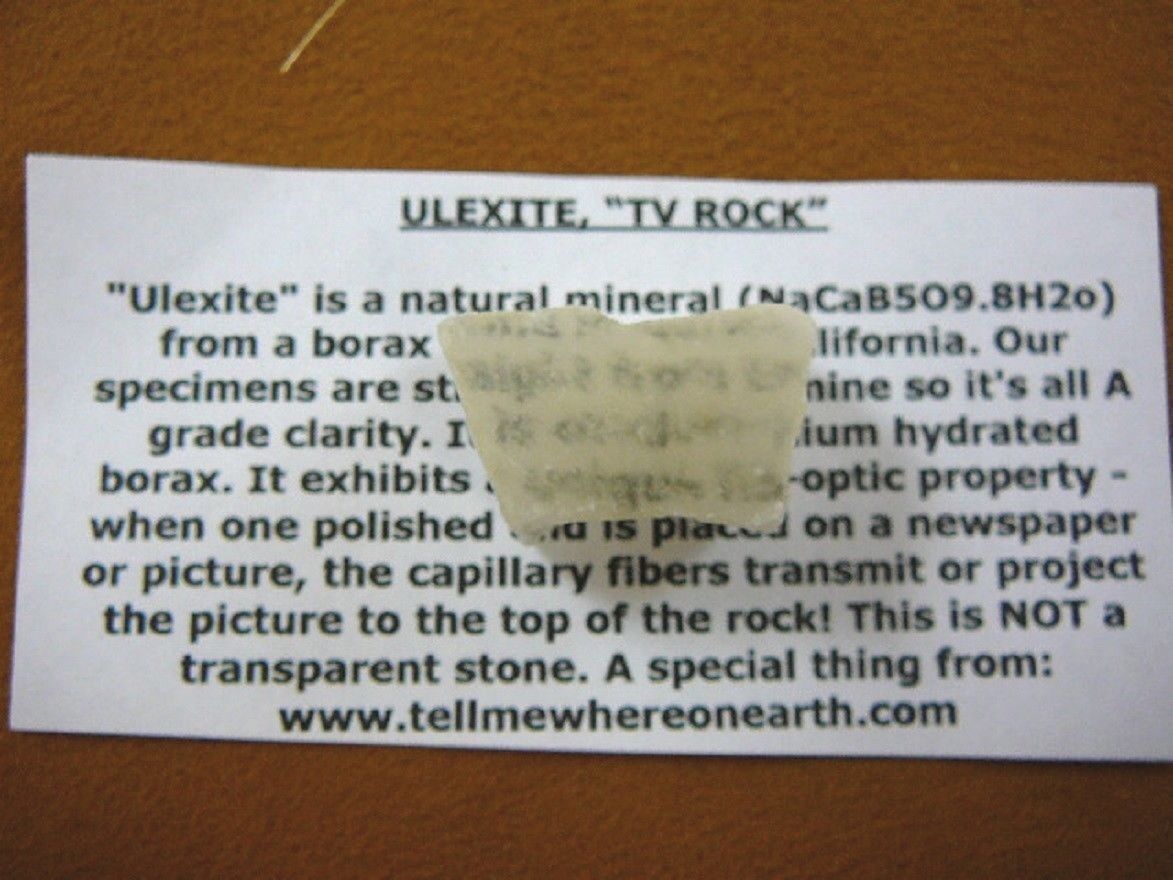 ULEXITE, "TV ROCK"
"Ulexite" is a natural mineral (NaCaB5O9.8H2o)
from a borax lifornia. Our
specimens are st mine so it's all A
grade clarity. I ium hydrated
borax. It exhibits -optic property -
when one polished is placed on a newspaper
or picture, the capillary fibers transmit or project
the picture to the top of the rock! This is NOT a
transparent stone. A special thing from:
www.tellmewhereonearth.com